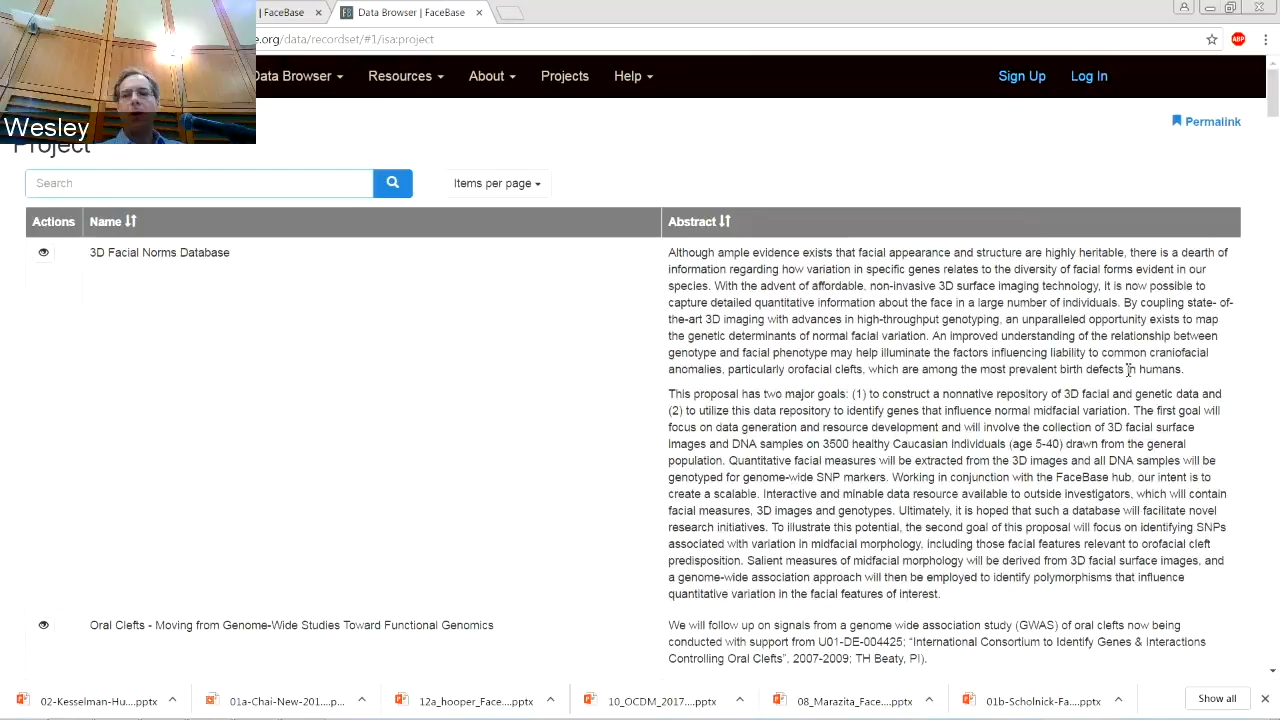 | FaceBase
Data Browser | FaceBase
e.org/data/recordset/#1/isa:project
ABP
Data Browser
Resources
About
Projects
Help
Sign Up
Log In
Wesley
Permalink
Project
Search
Items per page
Actions
Name
Abstract
3D Facial Norms Database
Although ample evidence exists that facial appearance and structure are highly heritable, there is a dearth of
information regarding how variation in specific genes relates to the diversity of facial forms evident in our
species. With the advent of affordable, non-invasive 3D surface imaging technology, it is now possible to
capture detailed quantitative information about the face in a large number of individuals. By coupling state- of-
the-art 3D imaging with advances in high-throughput genotyping, an unparalleled opportunity exists to map
the genetic determinants of normal facial variation. An improved understanding of the relationship between
genotype and facial phenotype may help illuminate the factors influencing liability to common craniofacial
anomalies, particularly orofacial clefts, which are among the most prevalent birth defects in humans.
This proposal has two major goals: (1) to construct a nonnative repository of 3D facial and genetic data and
(2) to utilize this data repository to identify genes that influence normal midfacial variation. The first goal will
focus on data generation and resource development and will involve the collection of 3D facial surface
images and DNA samples on 3500 healthy Caucasian individuals (age 5-40) drawn from the general
population. Quantitative facial measures will be extracted from the 3D images and all DNA samples will be
genotyped for genome-wide SNP markers. Working in conjunction with the FaceBase hub, our intent is to
create a scalable. Interactive and minable data resource available to outside investigators, which will contain
facial measures, 3D images and genotypes. Ultimately, it is hoped that such a database will facilitate novel
research initiatives. To illustrate this potential, the second goal of this proposal will focus on identifying SNPs
associated with variation in midfacial morphology, including those facial features relevant to orofacial cleft
predisposition. Salient measures of midfacial morphology will be derived from 3D facial surface images, and
a genome-wide association approach will then be employed to identify polymorphisms that influence
quantitative variation in the facial features of interest.
Oral Clefts - Moving from Genome-Wide Studies Toward Functional Genomics
We will follow up on signals from a genome wide association study (GWAS) of oral clefts now being
conducted with support from U01-DE-004425; “International Consortium to Identify Genes & Interactions
Controlling Oral Clefts”, 2007-2009; TH Beaty, PI).
02-Kesselman-Hu....pptx
01a-Chai-New-201....pptx
12a_hooper_Face....pptx
10_OCDM_2017....pptx
08_Marazita_Face....pptx
01b-Scholnick-Fa....pptx
Show all